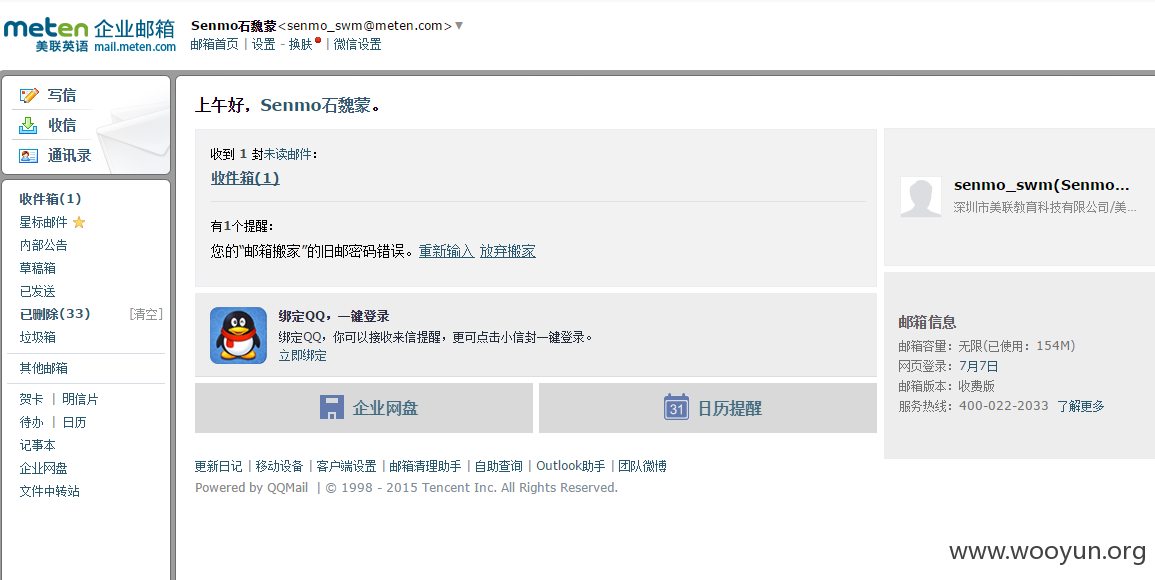 meten 企业邮箱
美联英语 mail.meten.com
Senmo石魏蒙<senmo_swm@meten.com>
邮箱首页 | 设置 - 换肤 | 微信设置
写信
收信
通讯录
收件箱(1)
星标邮件
内部公告
草稿箱
已发送
已删除(33) [清空]
垃圾箱
其他邮箱
贺卡 | 明信片
待办 | 日历
记事本
企业网盘
文件中转站
上午好，Senmo石魏蒙。
收到 1 封未读邮件：
收件箱(1)
有1个提醒：
您的“邮箱搬家”的旧邮密码错误。重新输入 放弃搬家
绑定QQ，一键登录
绑定QQ，你可以接收来信提醒，更可点击小信封一键登录。
立即绑定
企业网盘
31 日历提醒
senmo_swm(Senmo...
深圳市美联教育科技有限公司/美...
邮箱信息
邮箱容量：无限(已使用：154M)
网页登录：7月7日
邮箱版本：收费版
服务热线：400-022-2033 了解更多
更新日记 | 移动设备 | 客户端设置 | 邮箱清理助手 | 自助查询 | Outlook助手 | 团队微博
Powered by QQMail | © 1998 - 2015 Tencent Inc. All Rights Reserved.
www.wooyun.org